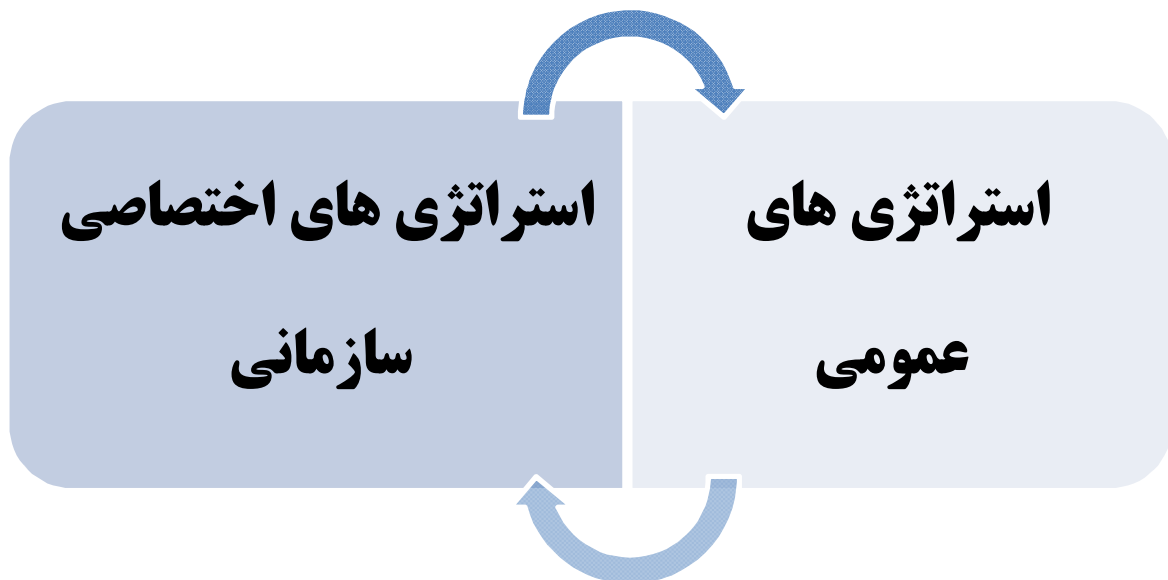 استراتژی های
عمومی
استراتژی های اختصاصی
سازمانی